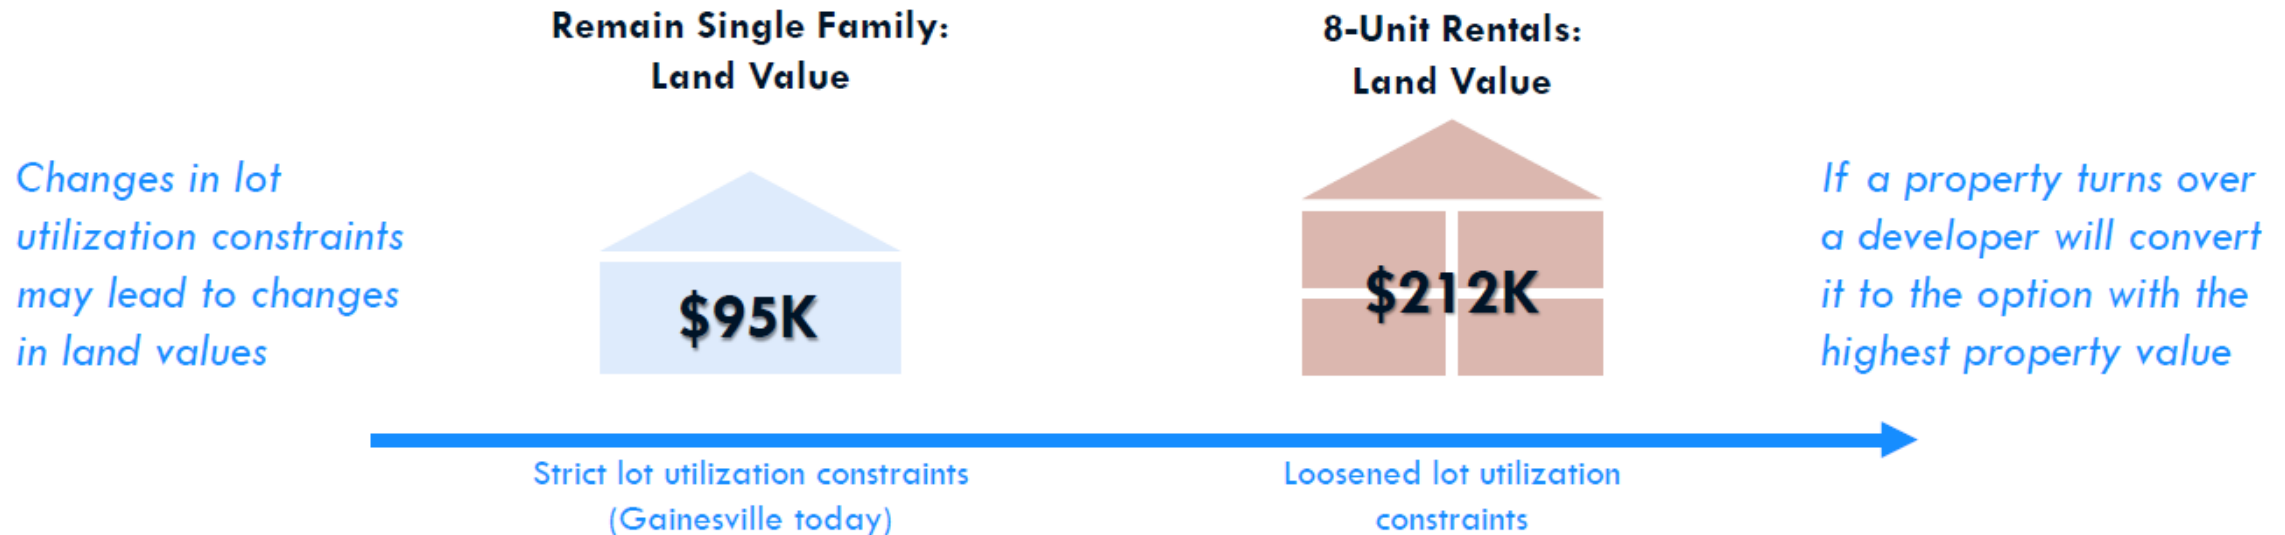 Remain Single Family:
Land Value
8-Unit Rentals:
Land Value
Changes in lot
utilization constraints
may lead to changes
in land values
$95K
$212K
If a property turns over
a developer will convert
it to the option with the
highest property value
Strict lot utilization constraints
(Gainesville today)
Loosened lot utilization
constraints